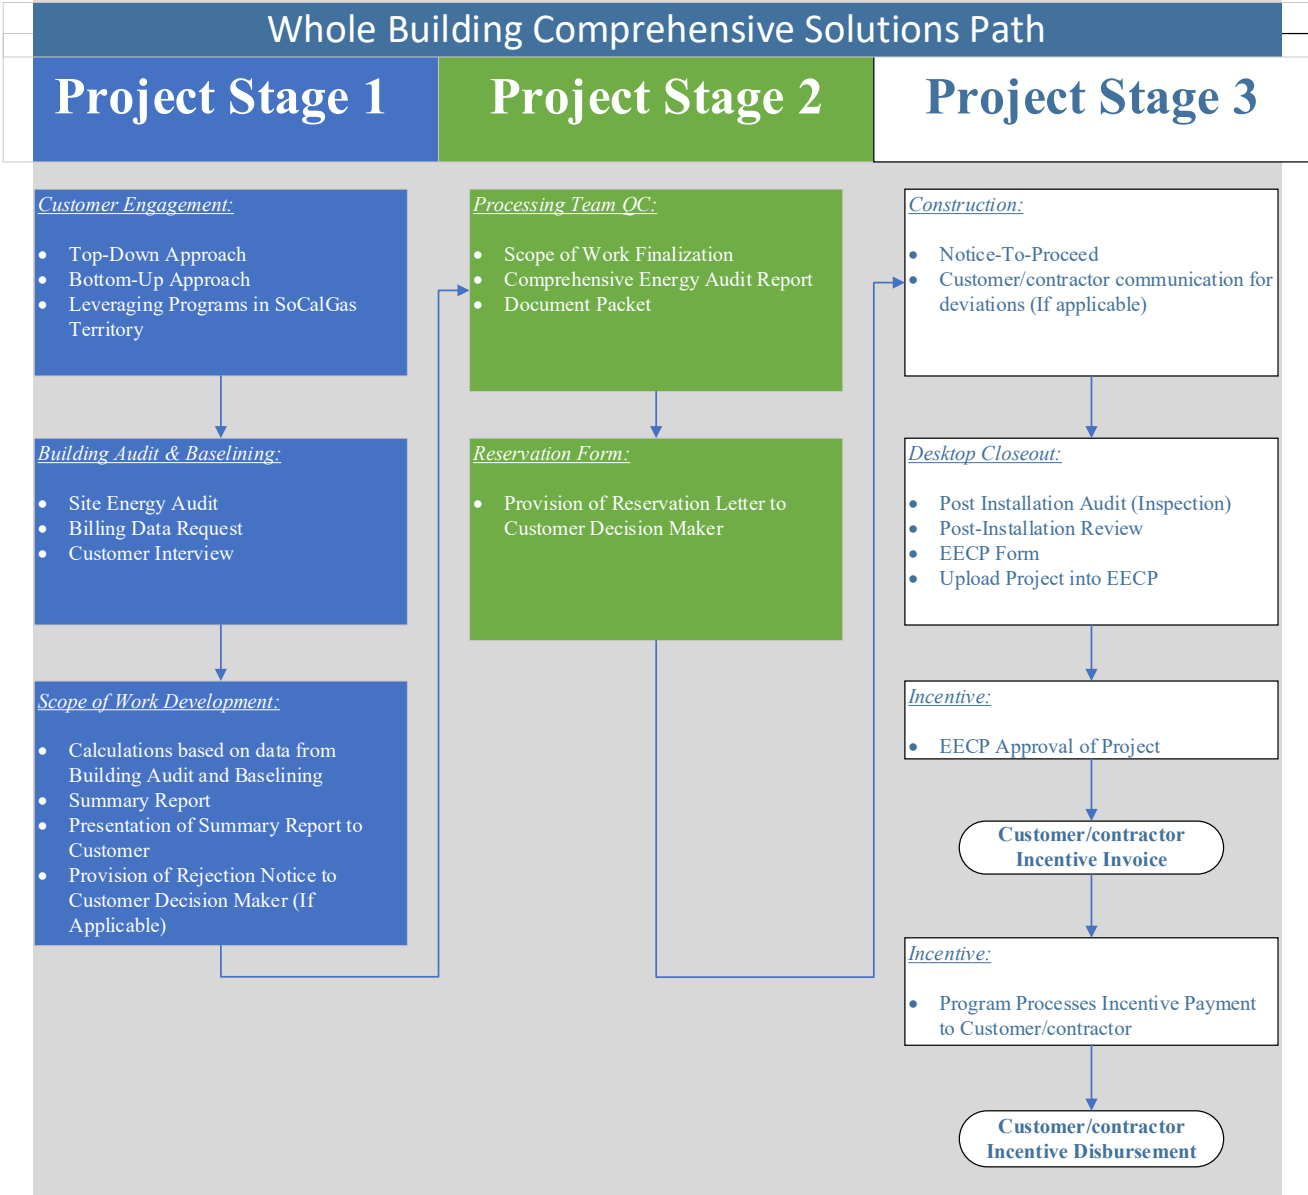 Whole Building Comprehensive Solutions Path
Project Stage 1
Project Stage 2
Project Stage 3
Customer Engagement:
• Top-Down Approach
• Bottom-Up Approach
• Leveraging Programs in SoCalGas
Territory
Building Audit & Baselining:
• Site Energy Audit
• Billing Data Request
• Customer Interview
Scope of Work Development:
• Calculations based on data from
Building Audit and Baselining
• Summary Report
• Presentation of Summary Report to
Customer
• Provision of Rejection Notice to
Customer Decision Maker (If
Applicable)
Processing Team QC:
• Scope of Work Finalization
• Comprehensive Energy Audit Report
• Document Packet
Reservation Form:
• Provision of Reservation Letter to
Customer Decision Maker
Construction:
• Notice-To-Proceed
• Customer/contractor communication for
deviations (If applicable)
Desktop Closeout:
• Post Installation Audit (Inspection)
• Post-Installation Review
• EECP Form
• Upload Project into EECP
Incentive:
• EECP Approval of Project
Customer/contractor
Incentive Invoice
Incentive:
• Program Processes Incentive Payment
to Customer/contractor
Customer/contractor
Incentive Disbursement